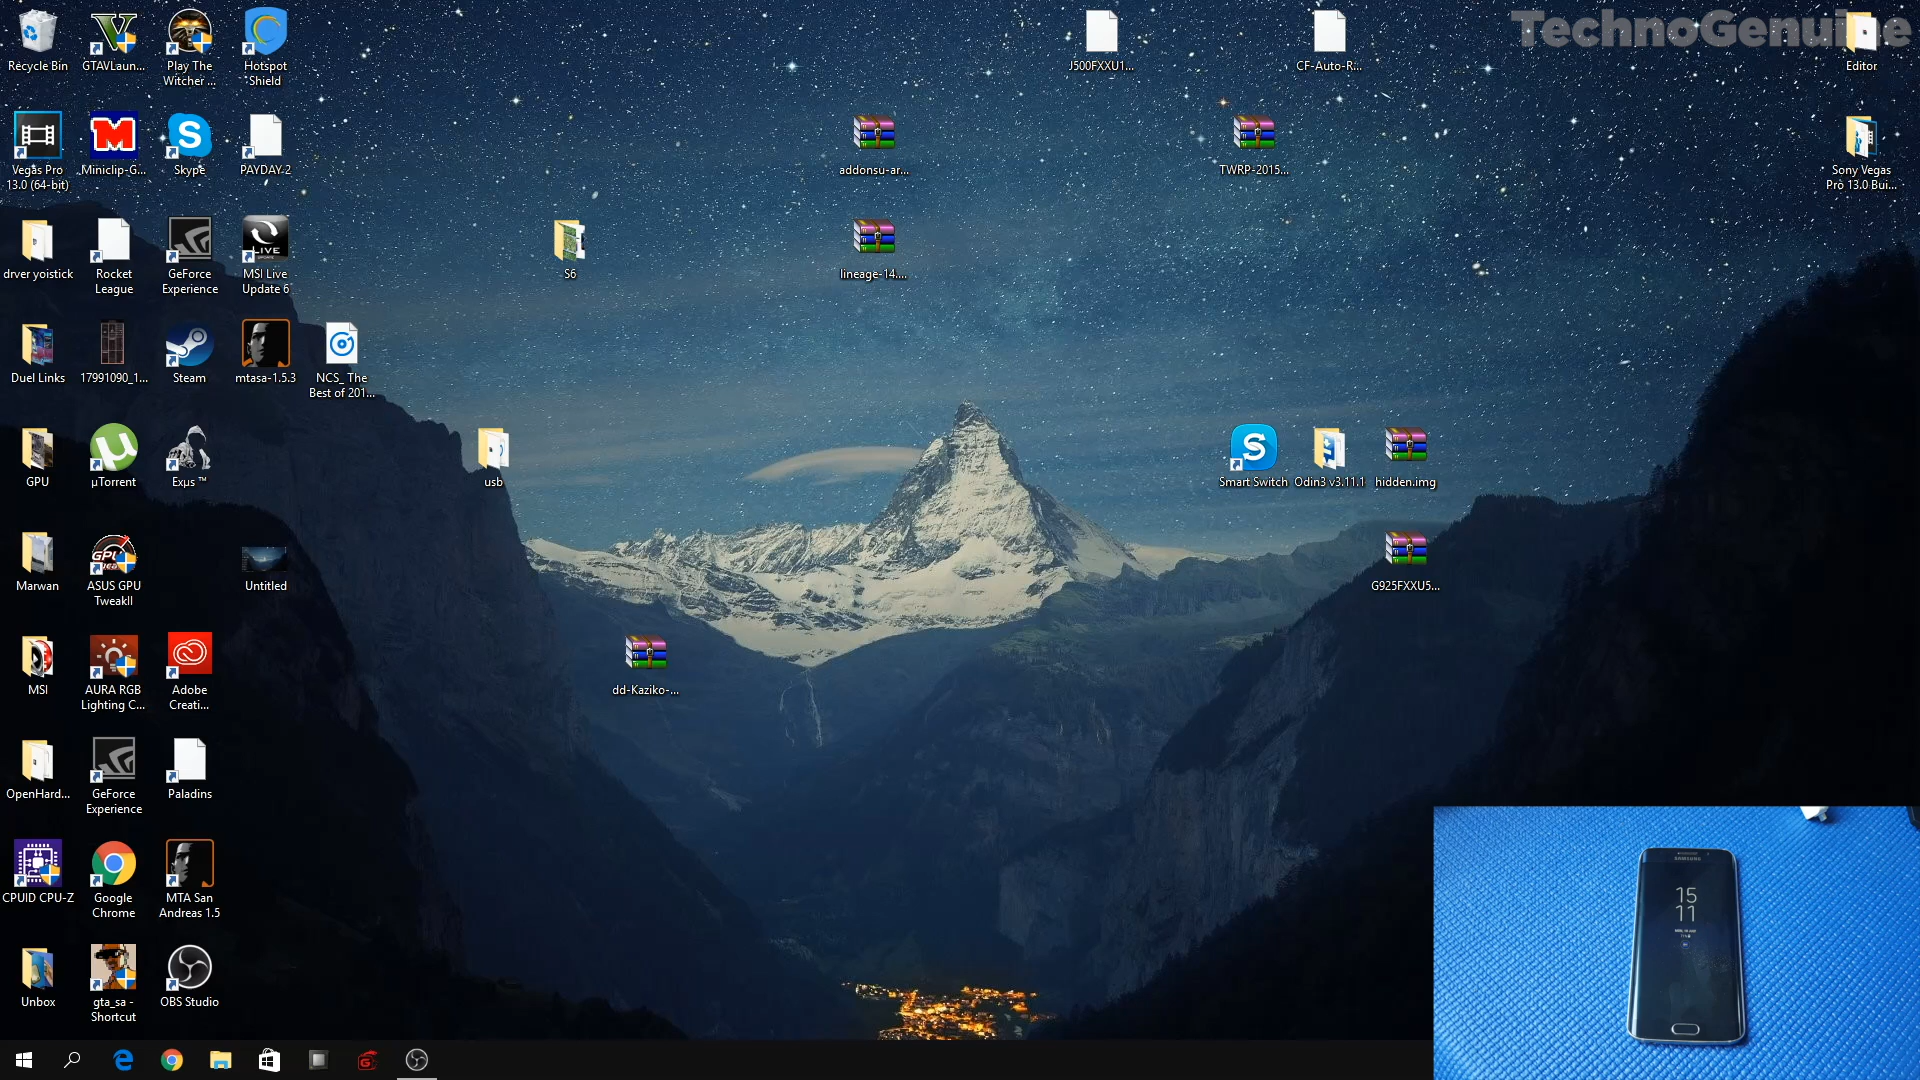 TechnoGenuine
Recycle Bin
GTAVLaun...
Play The
Witcher ...
Hotspot
Shield
J500FXXU1...
CF-Auto-R...
Editor
Vegas Pro
13.0 (64-bit)
Miniclip-G...
Skype
PAYDAY 2
addonsu-ar...
TWRP-2015...
Sony Vegas
Pro 13.0 Bui...
drver yoistick
Rocket
League
GeForce
Experience
LIVE
MSI Live
Update 6
S6
lineage-14....
Duel Links
17991090_1...
Steam
mtasa-1.5.3
NCS_ The
Best of 201...
GPU
µTorrent
Exµs ™
usb
Smart Switch
Odin3 v3.11.1
hidden.img
Marwan
ASUS GPU
TweakII
Untitled
G925FXXU5...
MSI
AURA RGB
Lighting C...
Adobe
Creati...
dd-Kaziko-...
OpenHard...
GeForce
Experience
Paladins
CPUID CPU-Z
Google
Chrome
MTA San
Andreas 1.5
SAMSUNG
15
11
Unbox
gta_sa -
Shortcut
OBS Studio